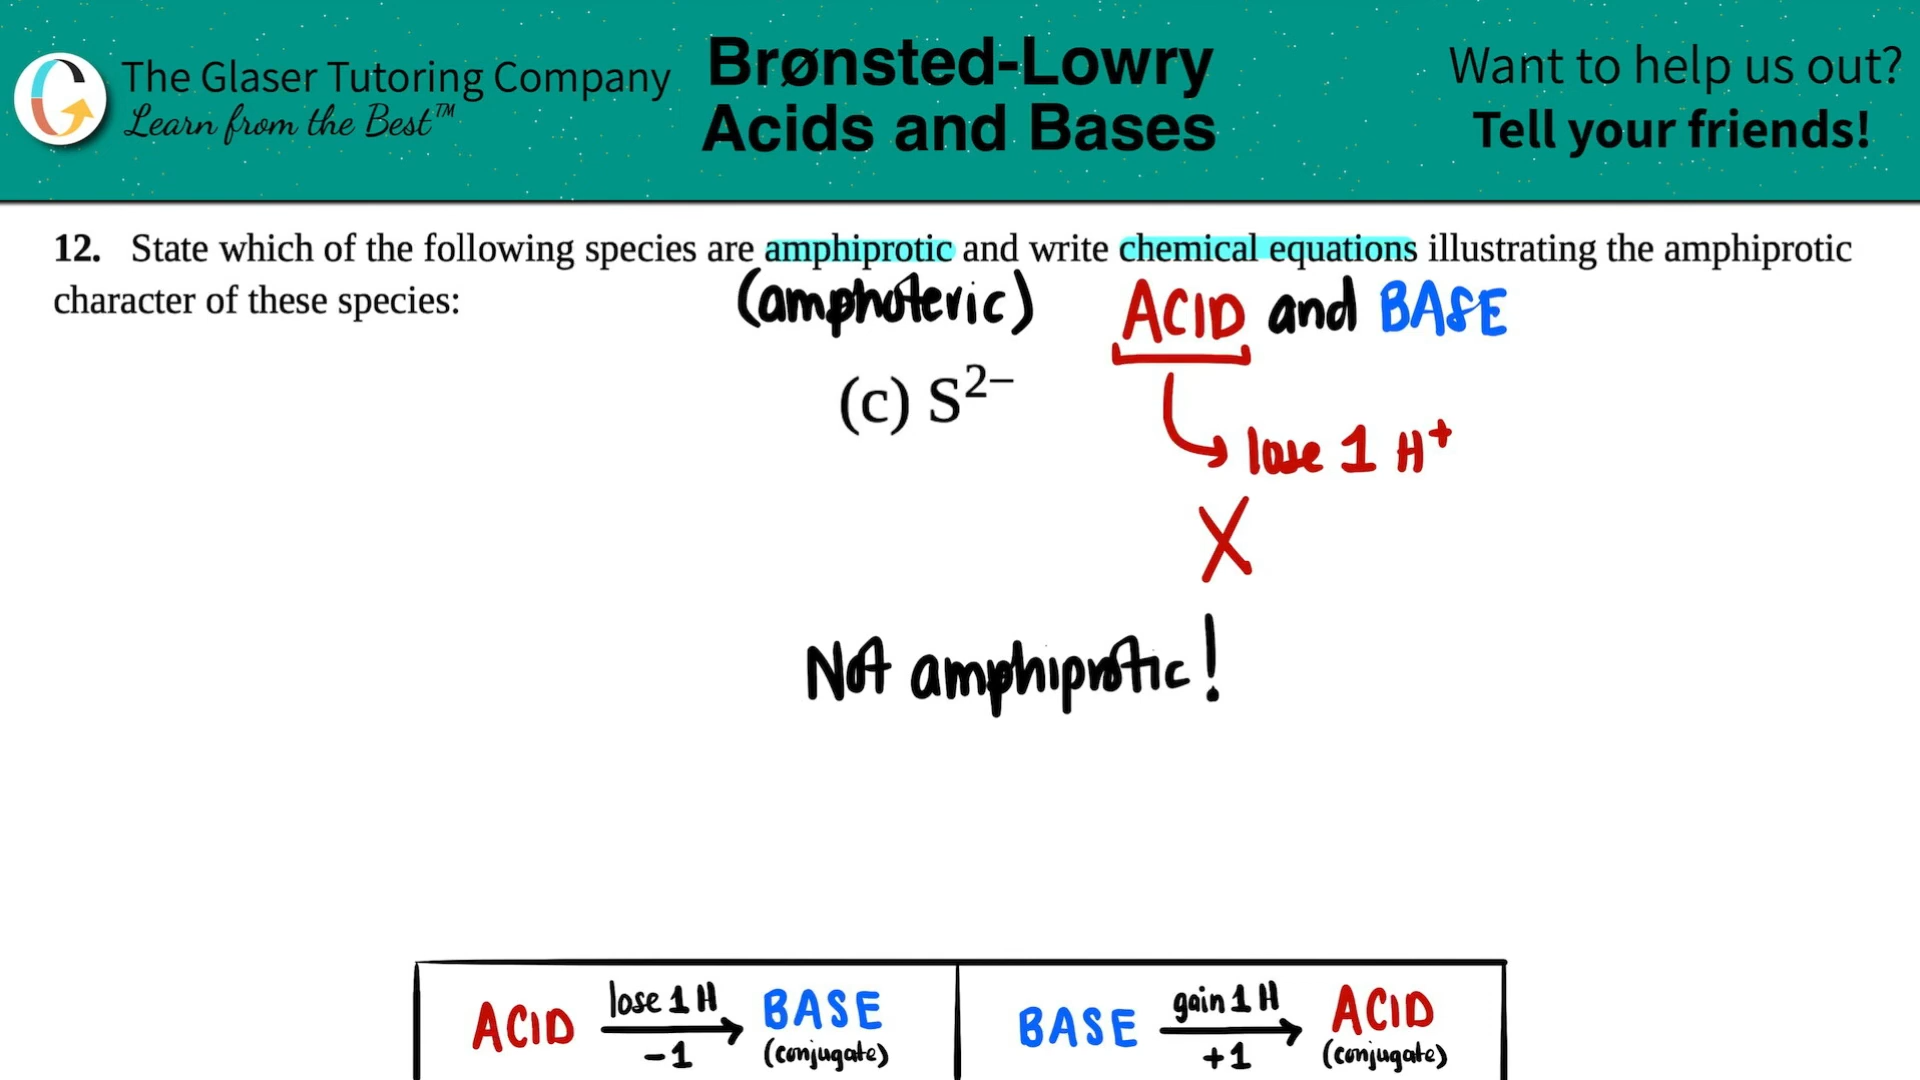 The Glaser Tutoring Company
Learn from the Best™
Brønsted-Lowry
Acids and Bases
Want to help us out?
Tell your friends!
12. State which of the following species are amphiprotic and write chemical equations illustrating the amphiprotic
character of these species:
(amphoteric)
ACID and BASE
(c) S²⁻
lose 1 H⁺
X
Not amphiprotic!
ACID lose 1 H BASE
-1 (conjugate)
BASE gain 1 H ACID
+1 (conjugate)